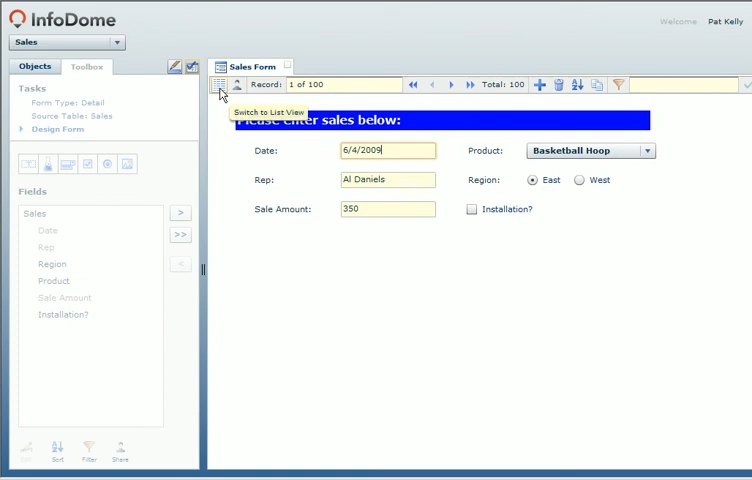 InfoDome
Welcome Pat Kelly
Sales
Objects Toolbox
Sales Form
Tasks
Form Type: Detail
Source Table: Sales
Design Form
Record: 1 of 100 Total: 100
Switch to List View
Please enter sales below:
Date: 6/4/2009 Product: Basketball Hoop
Rep: Al Daniels Region: East West
Sale Amount: 350 Installation?
Fields
Sales
Date
Rep
Region
Product
Sale Amount
Installation?
>
>>
<
Sort Filter Share